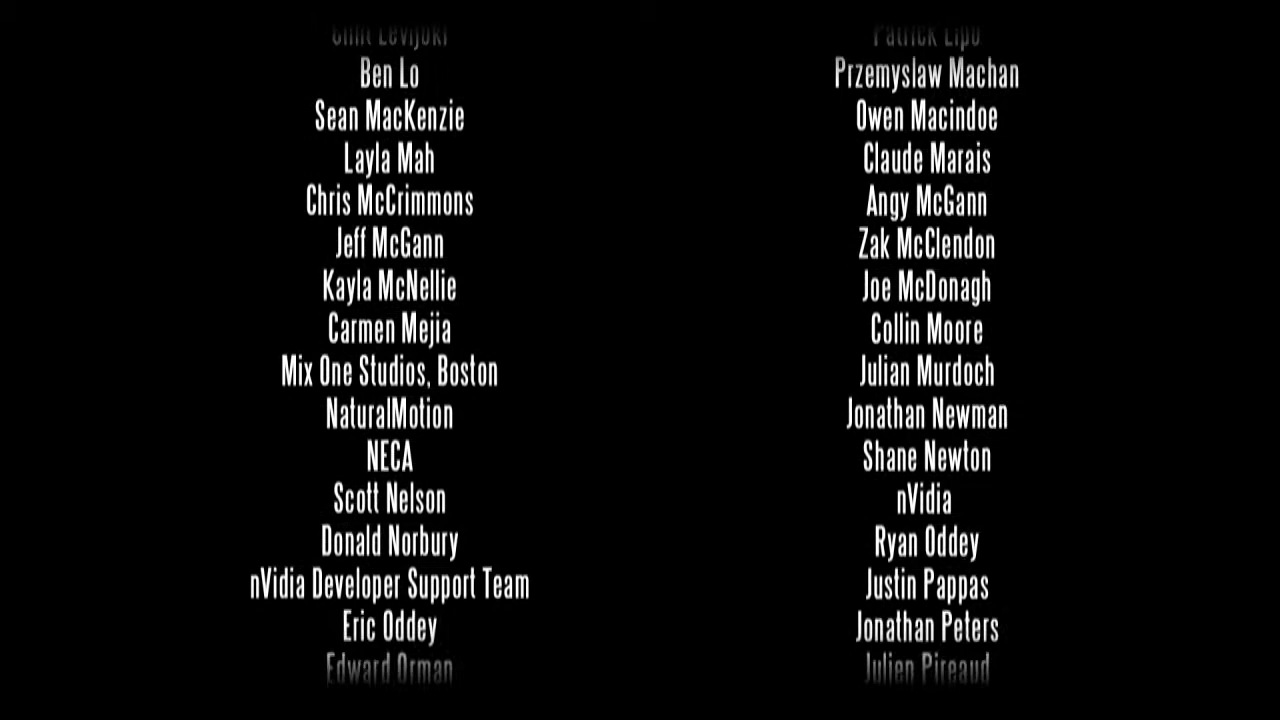 Patrick Lipo
Ben Lo
Przemyslaw Machan
Sean MacKenzie
Owen Macindoe
Layla Mah
Claude Marais
Chris McCrimmons
Angy McGann
Jeff McGann
Zak McClendon
Kayla McNellie
Joe McDonagh
Carmen Mejia
Collin Moore
Mix One Studios, Boston
Julian Murdoch
NaturalMotion
Jonathan Newman
NECA
Shane Newton
Scott Nelson
nVidia
Donald Norbury
Ryan Oddey
nVidia Developer Support Team
Justin Pappas
Eric Oddey
Jonathan Peters
Edward Orman
Julien Pireaud